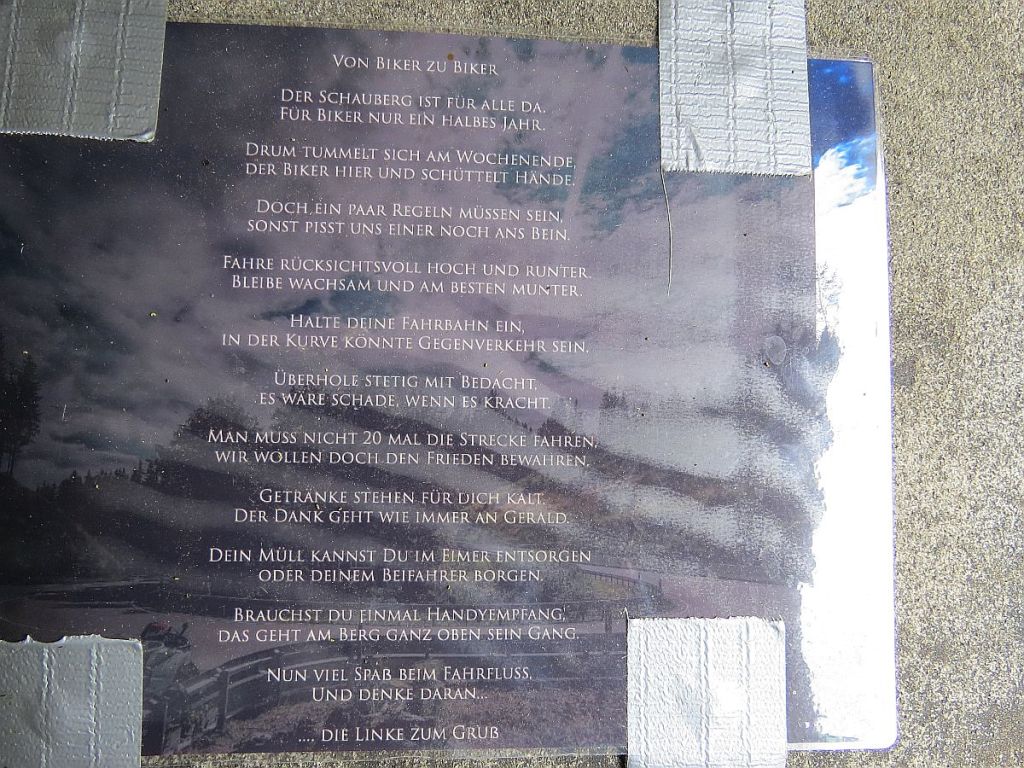 Von Biker zu Biker
Der Schauberg ist für alle da,
für Biker nur ein halbes Jahr.
Drum tummelt sich am Wochenende,
der Biker hier und schüttelt Hände.
Doch ein paar Regeln müssen sein,
sonst pisst uns einer noch ans Bein.
Fahre rücksichtsvoll hoch und runter.
Bleibe wachsam und am besten munter.
Halte deine Fahrbahn ein,
in der Kurve könnte Gegenverkehr sein.
Überhole stetig mit Bedacht,
es wäre schade, wenn es kracht.
Man muss nicht 20 mal die Strecke fahren,
wir wollen doch den Frieden bewahren.
Getränke stehen für dich kalt.
Der Dank geht wie immer an Gerald.
Dein Müll kannst Du im Eimer entsorgen
oder deinem Beifahrer borgen.
Brauchst du einmal Handyempfang,
das geht am Berg ganz oben sein Gang.
Nun viel Spaß beim Fahrfluss,
Und denke daran...
.... die Linke zum Gruß